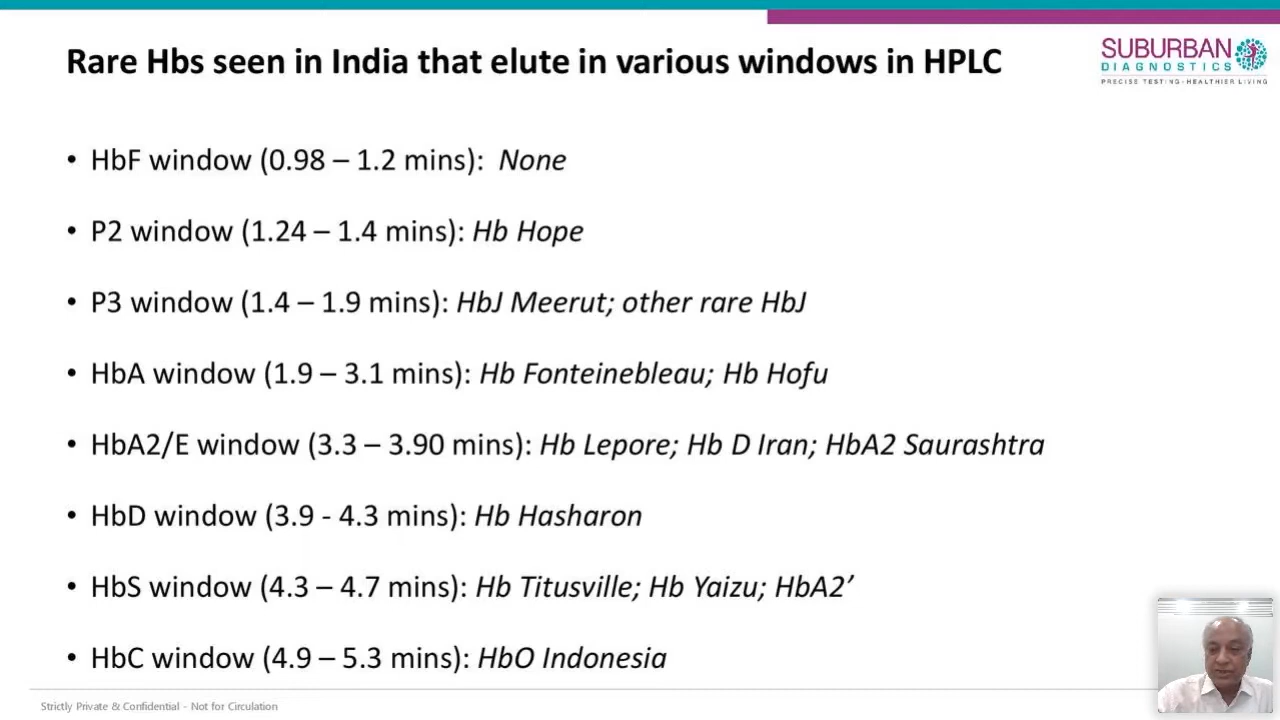 Rare Hbs seen in India that elute in various windows in HPLC
SUBURBAN
DIAGNOSTICS
PRECISE TESTING-HEALTHIER LIVING
• HbF window (0.98 – 1.2 mins): None
• P2 window (1.24 – 1.4 mins): Hb Hope
• P3 window (1.4 – 1.9 mins): HbJ Meerut; other rare HbJ
• HbA window (1.9 – 3.1 mins): Hb Fonteinebleau; Hb Hofu
• HbA2/E window (3.3 – 3.90 mins): Hb Lepore; Hb D Iran; HbA2 Saurashtra
• HbD window (3.9 - 4.3 mins): Hb Hasharon
• HbS window (4.3 – 4.7 mins): Hb Titusville; Hb Yaizu; HbA2’
• HbC window (4.9 – 5.3 mins): HbO Indonesia
Strictly Private & Confidential - Not for Circulation